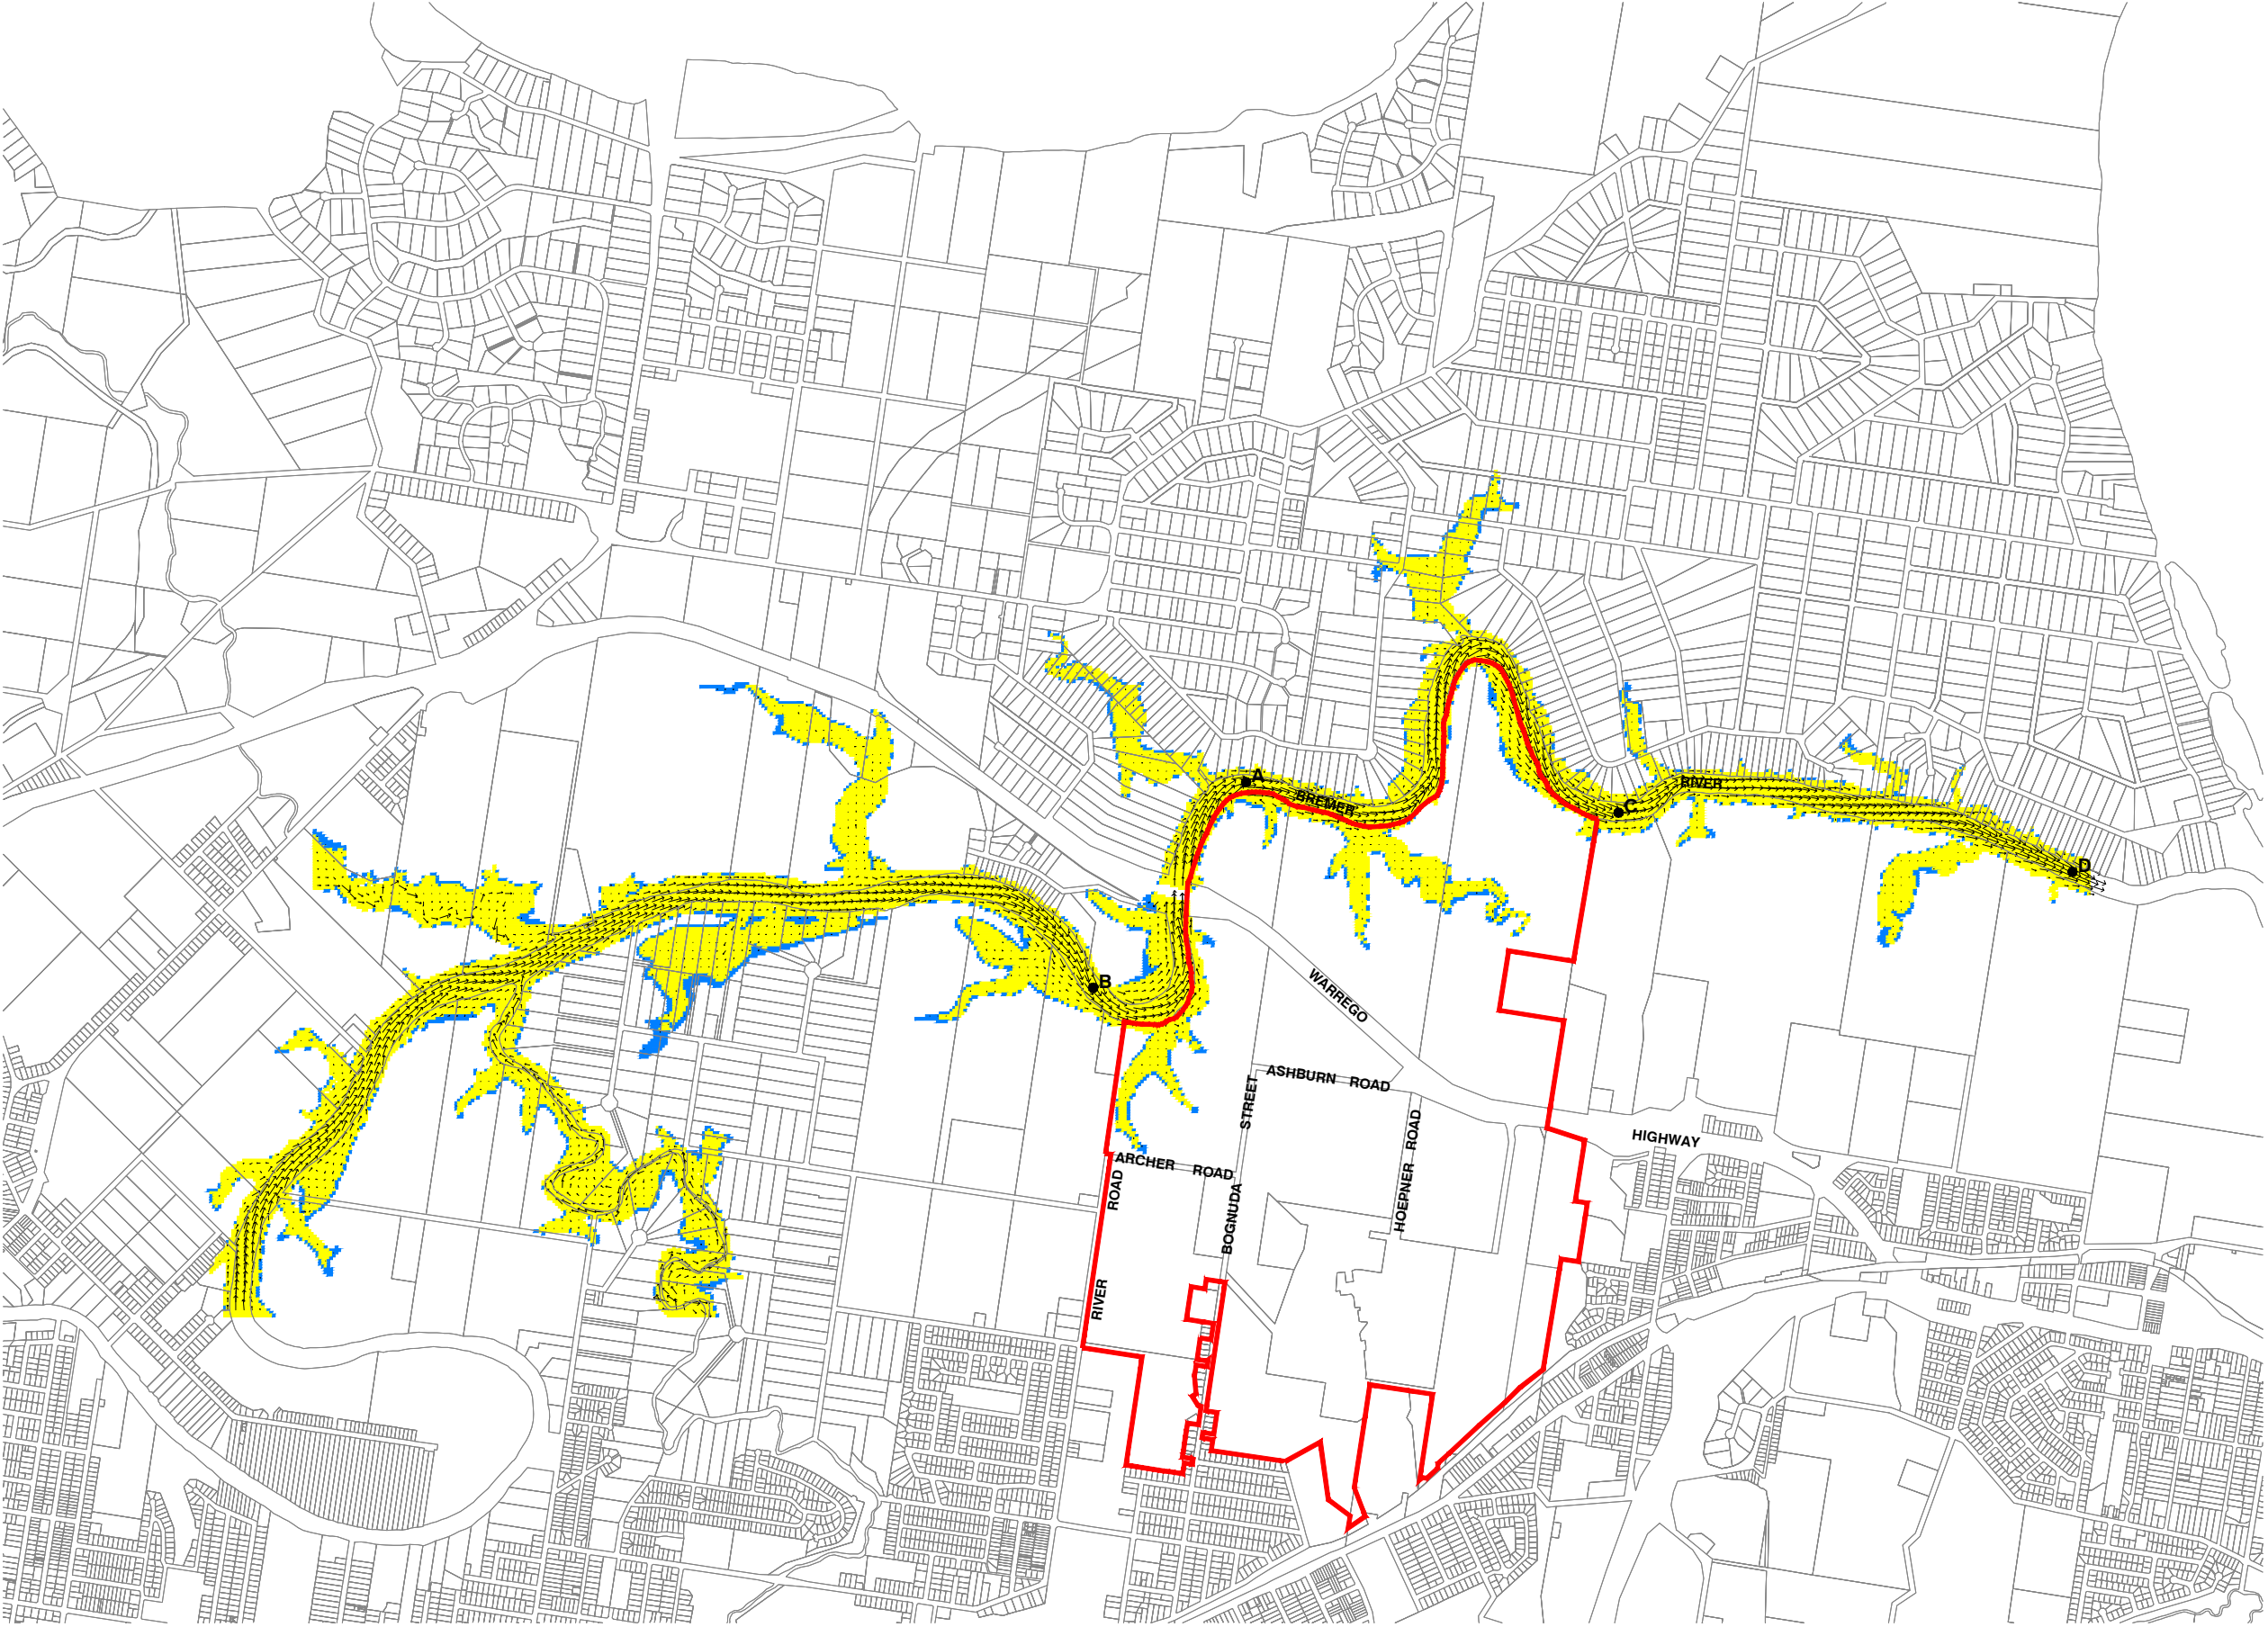 A
BREMER
RIVER
C
D
B
WARREGO
ASHBURN ROAD
STREET
HIGHWAY
ARCHER ROAD
HOEPNER ROAD
ROAD
BOGNUDA
RIVER